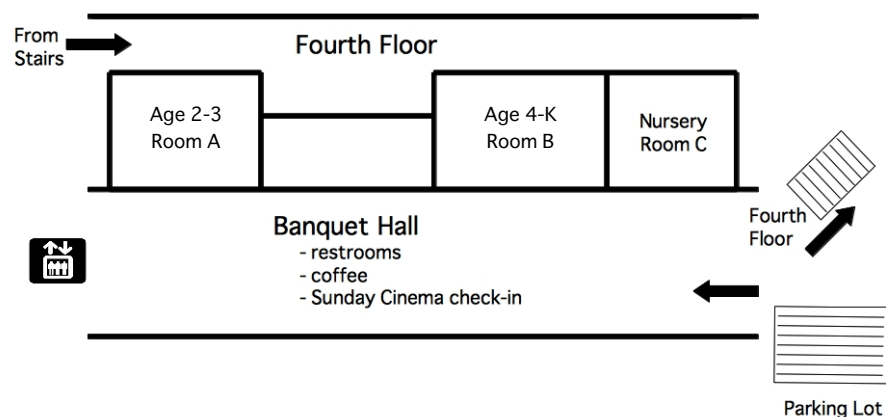 From
Stairs
Fourth Floor
Age 2-3
Room A
Age 4-K
Room B
Nursery
Room C
Banquet Hall
- restrooms
- coffee
- Sunday Cinema check-in
Fourth
Floor
Parking Lot